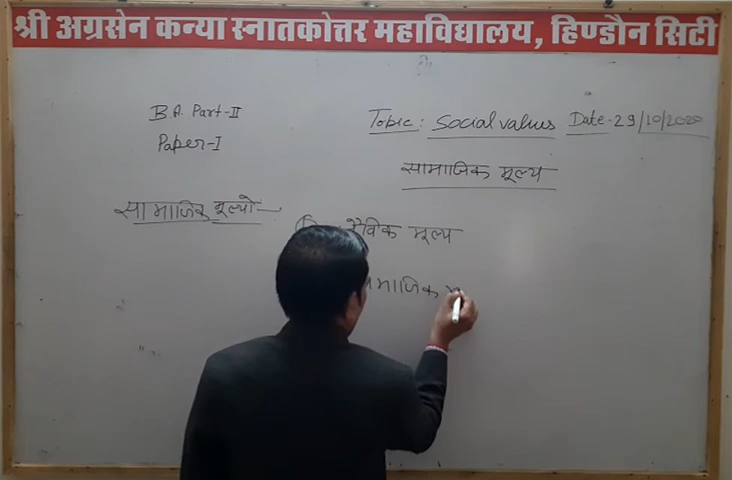 श्री अग्रसेन कन्या स्नातकोत्तर महाविद्यालय, हिण्डौन सिटी
B.A. Part-II
Paper-I
Topic: Social values Date-29/10/2020
सामाजिक मूल्य
सामाजिक मूल्यो—
मूल्य